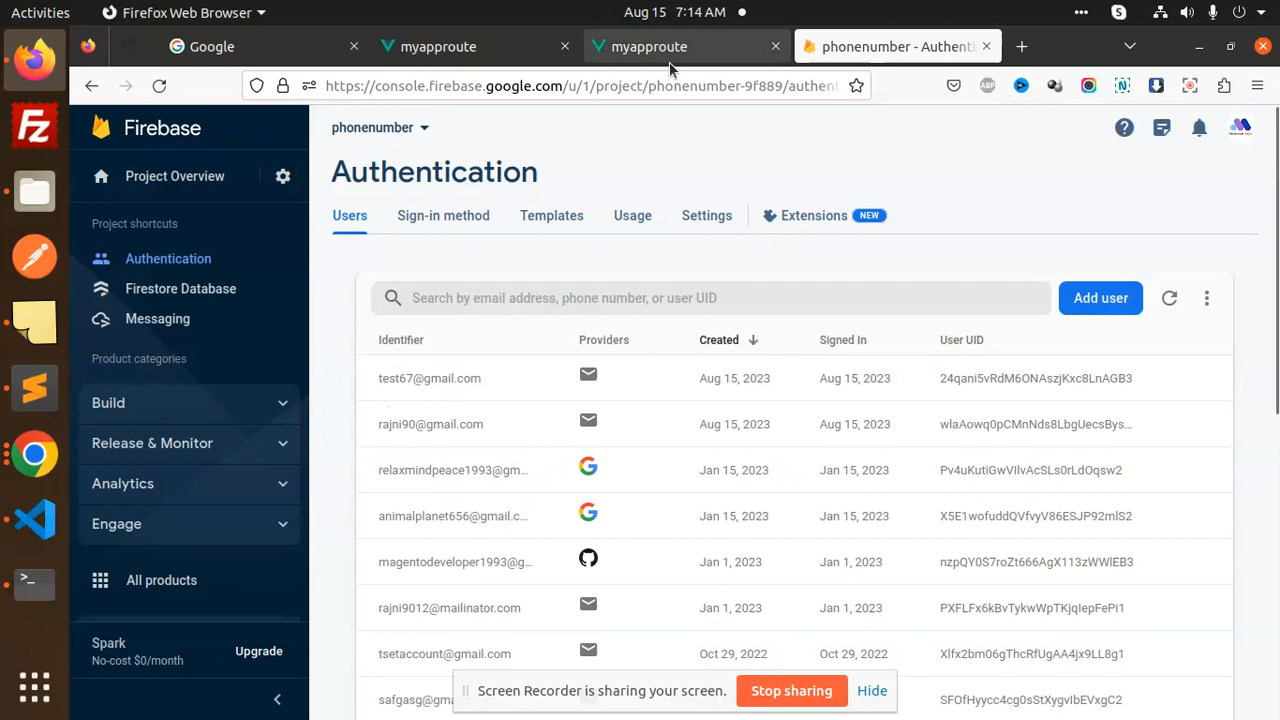 Activities
Firefox Web Browser
Aug 15 7:14 AM
Google
myapproute
myapproute
phonenumber - Authenti
https://console.firebase.google.com/u/1/project/phonenumber-9f889/authen
Firebase
phonenumber
Project Overview
Authentication
Project shortcuts
Users
Sign-in method
Templates
Usage
Settings
Extensions
NEW
Authentication
Firestore Database
Messaging
Product categories
Build
Release & Monitor
Analytics
Engage
All products
Spark
No-cost $0/month
Upgrade
Search by email address, phone number, or user UID
Add user
Identifier Providers Created Signed In User UID
test67@gmail.com Aug 15, 2023 Aug 15, 2023 24qani5vRdM6ONAszjKxc8LnAGB3
rajni90@gmail.com Aug 15, 2023 Aug 15, 2023 wlaAowq0pCMnNds8LbgUecsBys...
relaxmindpeace1993@gm... Jan 15, 2023 Jan 15, 2023 Pv4uKutiGwVIlvAcSLs0rLdOqsw2
animalplanet656@gmail.c... Jan 15, 2023 Jan 15, 2023 X5E1wofuddQVfvyV86ESJP92mlS2
magentodeveloper1993@g... Jan 1, 2023 Jan 1, 2023 nzpQY0S7roZt666AgX113zWWlEB3
rajni9012@mailinator.com Jan 1, 2023 Jan 1, 2023 PXFLFx6kBvTykwWpTKjqIepFePi1
tsetaccount@gmail.com Oct 29, 2022 Oct 29, 2022 Xlfx2bm06gThcRfUgAA4jx9LL8g1
safgasg@gma SFOfHyycc4cg0sStXygvIbEVxgC2
Screen Recorder is sharing your screen.
Stop sharing
Hide